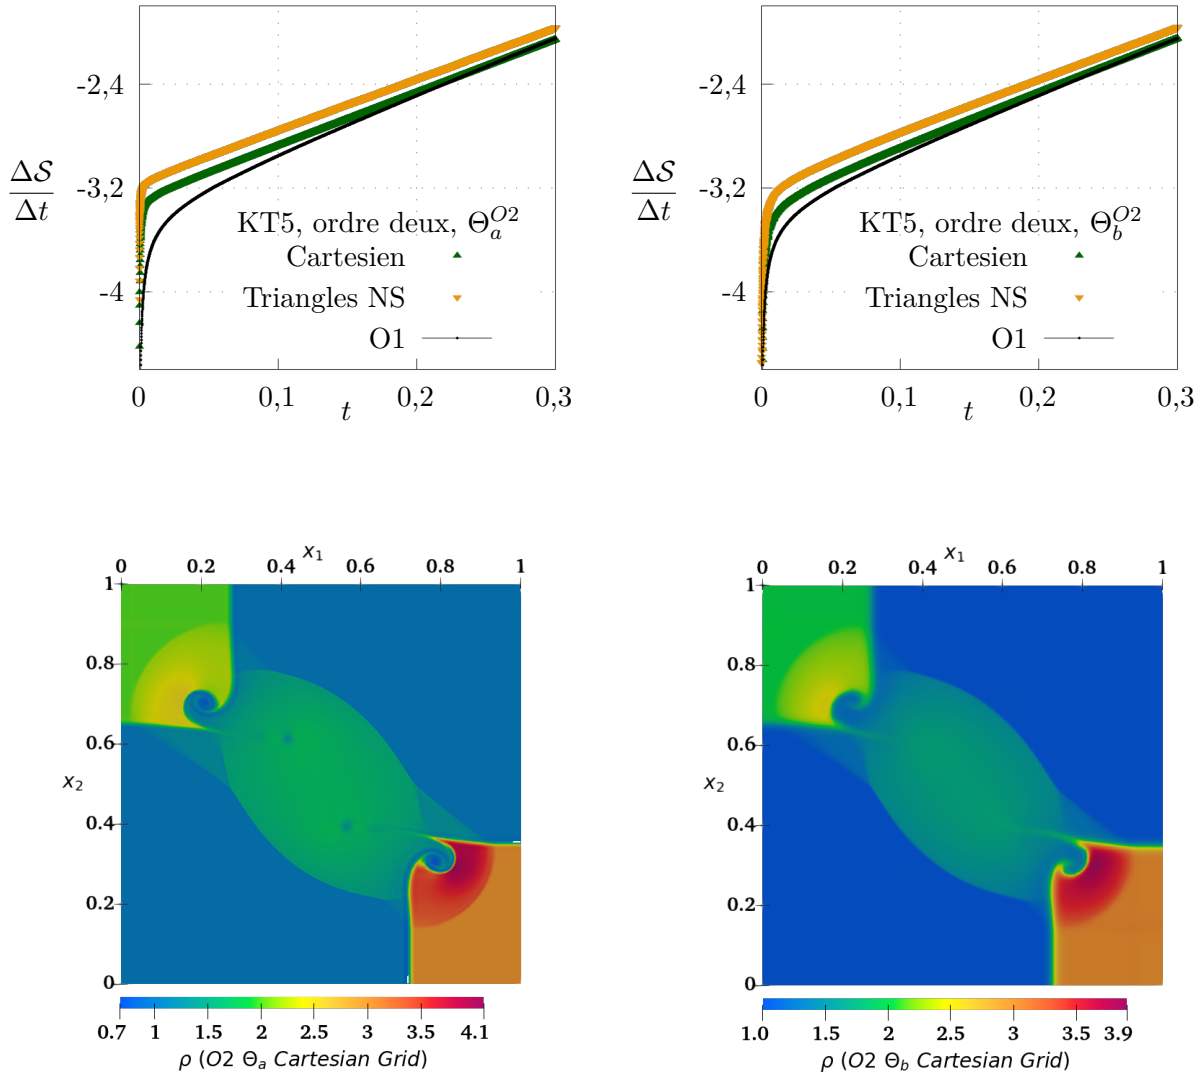 -2,4
-3,2
-4
ΔS
Δt
KT5, ordre deux, Θ_a^{O2}
Cartesien
Triangles NS
O1
0 0,1 0,2 0,3
t
-2,4
-3,2
-4
ΔS
Δt
KT5, ordre deux, Θ_b^{O2}
Cartesien
Triangles NS
O1
0 0,1 0,2 0,3
t
x₁
0 0.2 0.4 0.6 0.8 1
1
0.8
0.6
x₂
0.4
0.2
0
0.7 1 1.5 2 2.5 3 3.5 4.1
ρ (O2 Θₐ Cartesian Grid)
x₁
0 0.2 0.4 0.6 0.8 1
1
0.8
0.6
x₂
0.4
0.2
0
1.0 1.5 2 2.5 3 3.5 3.9
ρ (O2 Θ_b Cartesian Grid)